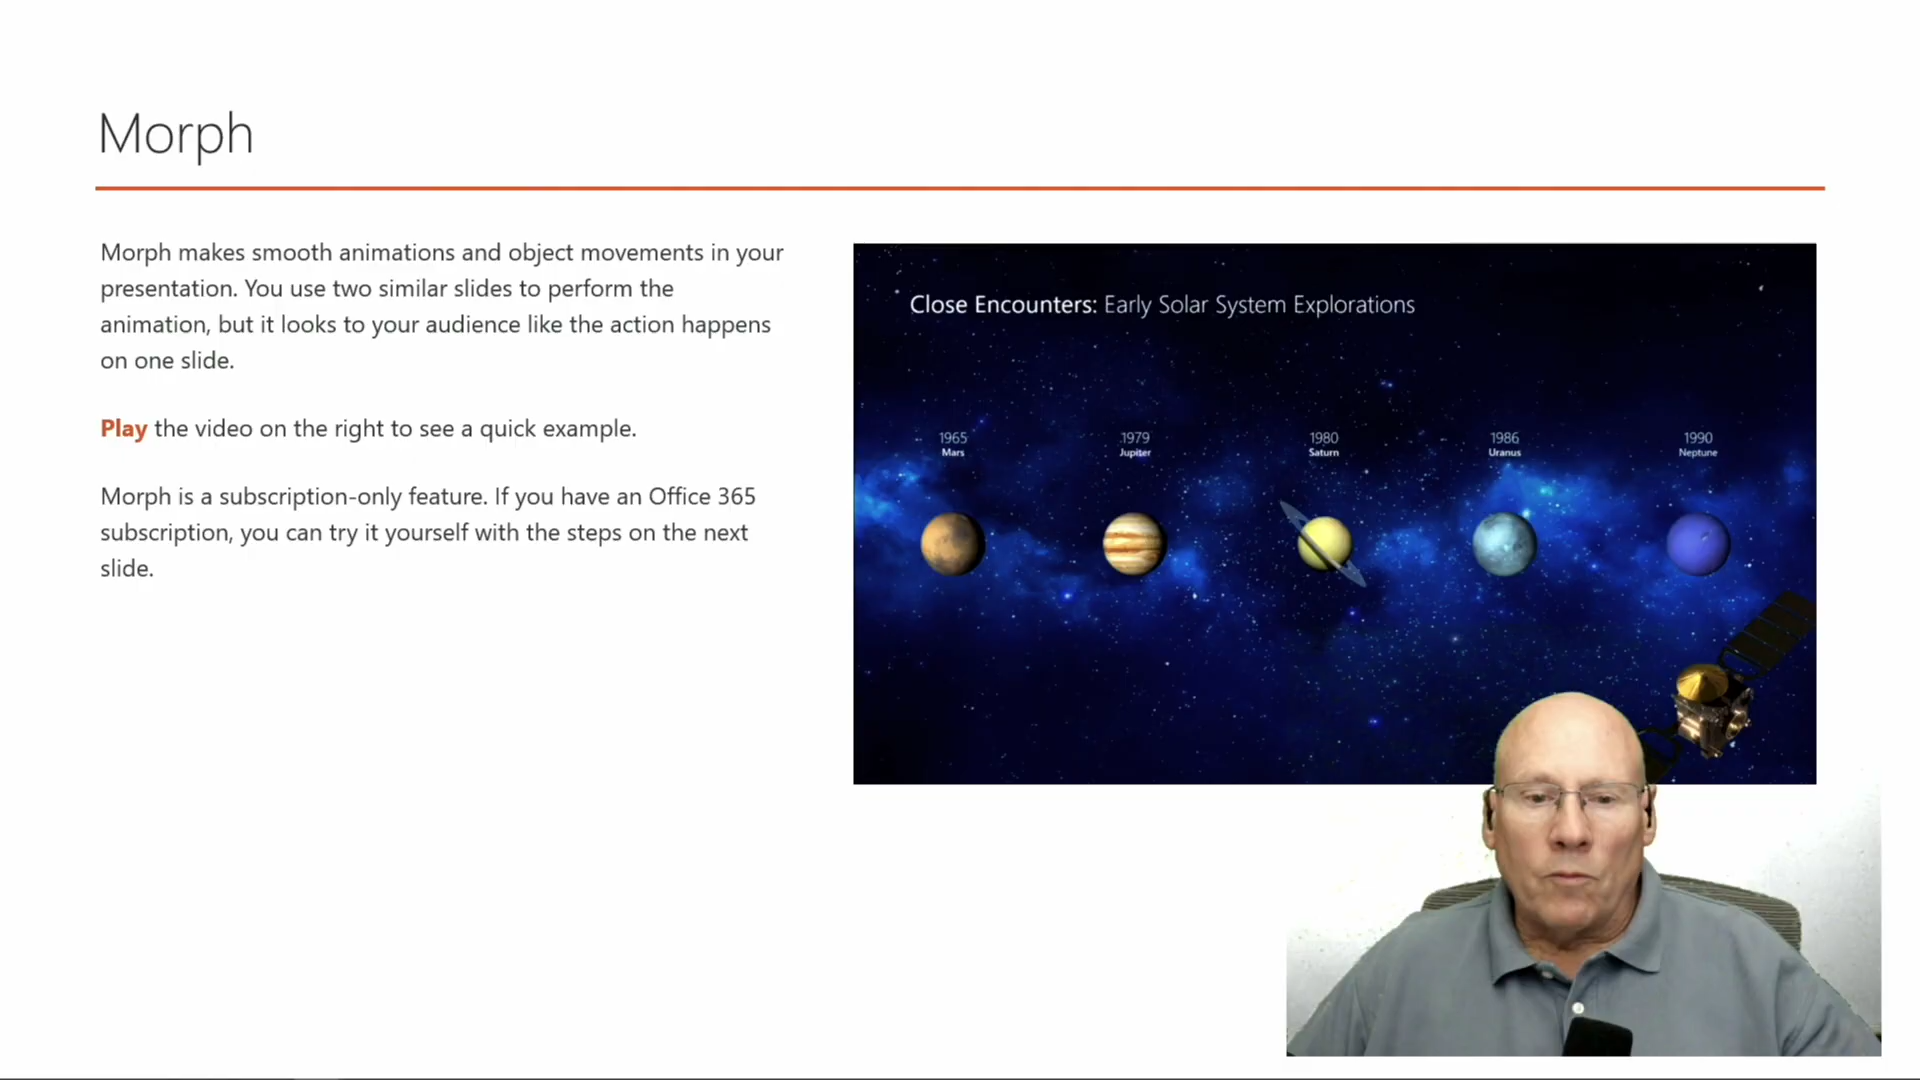 Morph
Morph makes smooth animations and object movements in your
presentation. You use two similar slides to perform the
animation, but it looks to your audience like the action happens
on one slide.
Play the video on the right to see a quick example.
Morph is a subscription-only feature. If you have an Office 365
subscription, you can try it yourself with the steps on the next
slide.
Close Encounters: Early Solar System Explorations
1965
Mars
1979
Jupiter
1980
Saturn
1986
Uranus
1990
Neptune